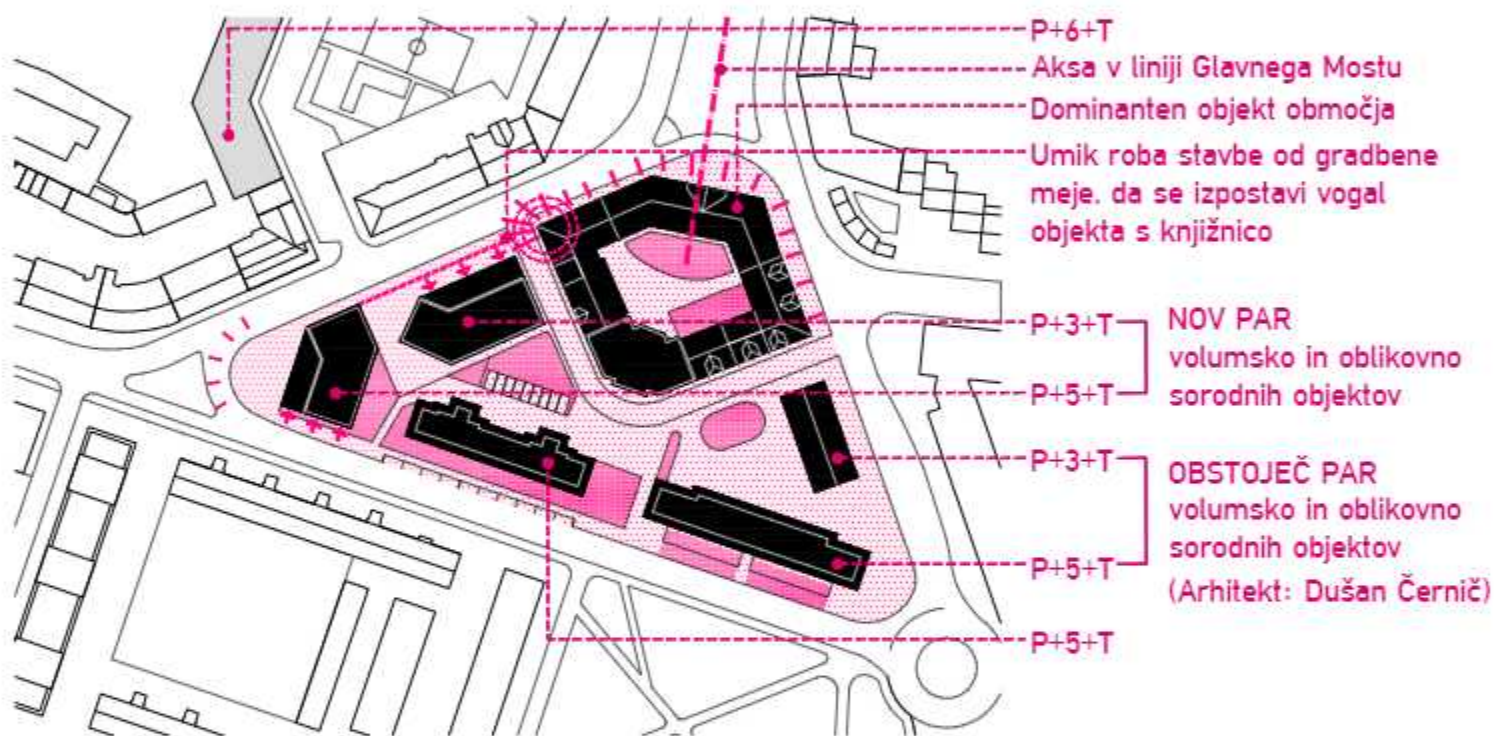 P+6+T
Aksa v liniji Glavnega Mostu
Dominanten objekt območja
Umik roba stavbe od gradbene
meje. da se izpostavi vogal
objekta s knjižnico
P+3+T
P+5+T
NOV PAR
volumsko in oblikovno
sorodnih objektov
P+3+T
P+5+T
OBSTOJEČ PAR
volumsko in oblikovno
sorodnih objektov
(Arhitekt: Dušan Černič)
P+5+T